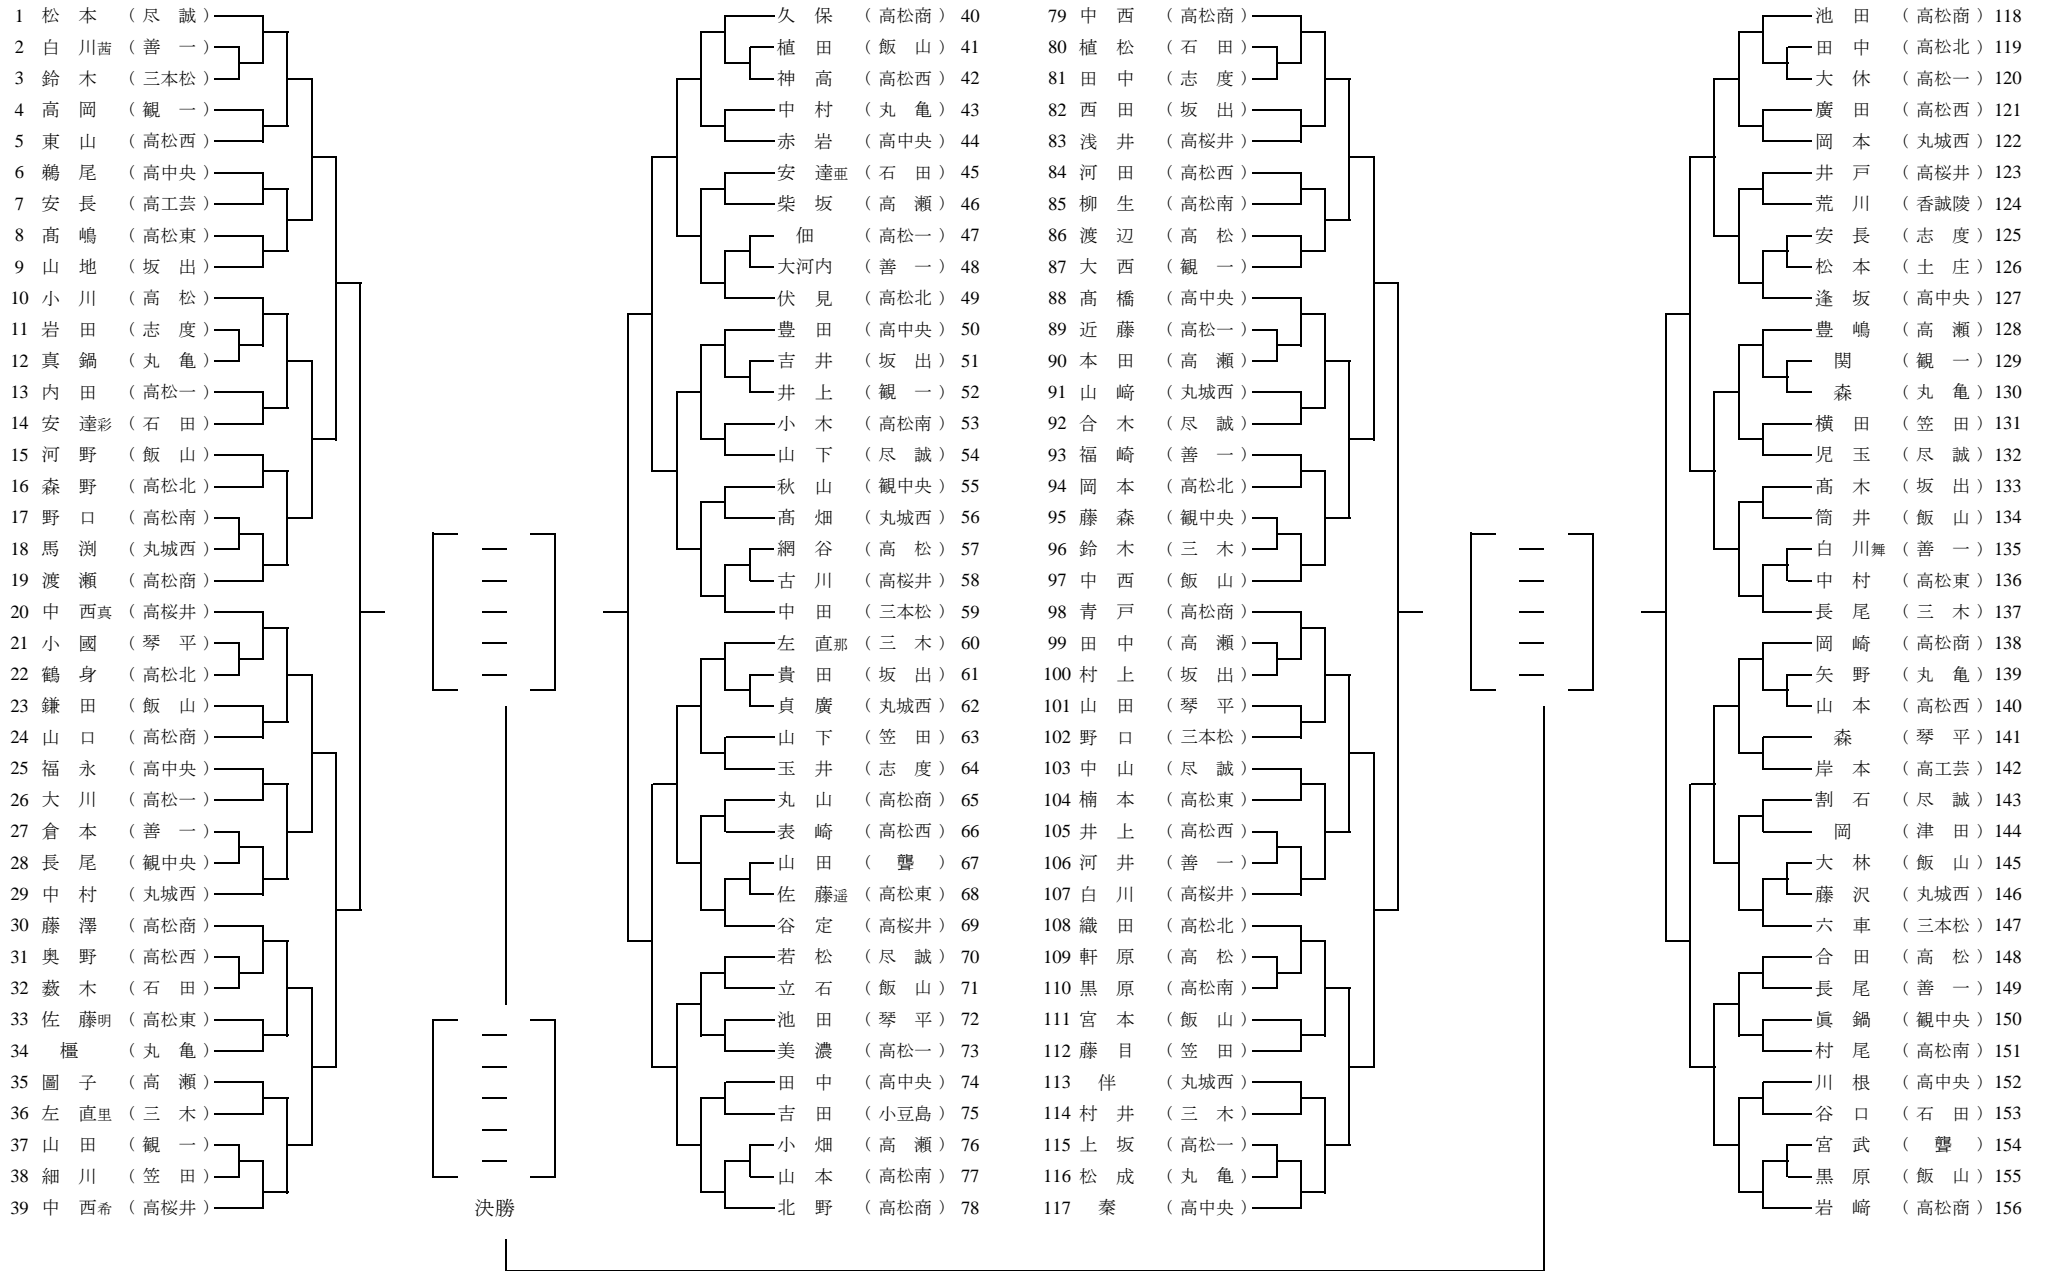 1 松本 (尽誠)
2 白川茜 (善一)
3 鈴木 (三本松)
4 高岡 (観一)
5 東山 (高松西)
6 鵜尾 (高中央)
7 安長 (高工芸)
8 髙嶋 (高松東)
9 山地 (坂出)
10 小川 (高松)
11 岩田 (志度)
12 真鍋 (丸亀)
13 内田 (高松一)
14 安達彩 (石田)
15 河野 (飯山)
16 森野 (高松北)
17 野口 (高松南)
18 馬渕 (丸城西)
19 渡瀬 (高松商)
20 中西真 (高桜井)
21 小國 (琴平)
22 鶴身 (高松北)
23 鎌田 (飯山)
24 山口 (高松商)
25 福永 (高中央)
26 大川 (高松一)
27 倉本 (善一)
28 長尾 (観中央)
29 中村 (丸城西)
30 藤澤 (高松商)
31 奥野 (高松西)
32 薮木 (石田)
33 佐藤明 (高松東)
34 橿 (丸亀)
35 圖子 (高瀬)
36 左直里 (三木)
37 山田 (観一)
38 細川 (笠田)
39 中西希 (高桜井)
決勝
久保 (高松商) 40
植田 (飯山) 41
神高 (高松西) 42
中村 (丸亀) 43
赤岩 (高中央) 44
安達亜 (石田) 45
柴坂 (高瀬) 46
佃 (高松一) 47
大河内 (善一) 48
伏見 (高松北) 49
豊田 (高中央) 50
吉井 (坂出) 51
井上 (観一) 52
小木 (高松南) 53
山下 (尽誠) 54
秋山 (観中央) 55
髙畑 (丸城西) 56
網谷 (高松) 57
古川 (高桜井) 58
中田 (三本松) 59
左直那 (三木) 60
貴田 (坂出) 61
貞廣 (丸城西) 62
山下 (笠田) 63
玉井 (志度) 64
丸山 (高松商) 65
表崎 (高松西) 66
山田 (聾) 67
佐藤遥 (高松東) 68
谷定 (高桜井) 69
若松 (尽誠) 70
立石 (飯山) 71
池田 (琴平) 72
美濃 (高松一) 73
田中 (高中央) 74
吉田 (小豆島) 75
小畑 (高瀬) 76
山本 (高松南) 77
北野 (高松商) 78
79 中西 (高松商)
80 植松 (石田)
81 田中 (志度)
82 西田 (坂出)
83 浅井 (高桜井)
84 河田 (高松西)
85 柳生 (高松南)
86 渡辺 (高松)
87 大西 (観一)
88 髙橋 (高中央)
89 近藤 (高松一)
90 本田 (高瀬)
91 山﨑 (丸城西)
92 合木 (尽誠)
93 福崎 (善一)
94 岡本 (高松北)
95 藤森 (観中央)
96 鈴木 (三木)
97 中西 (飯山)
98 青戸 (高松商)
99 田中 (高瀬)
100 村上 (坂出)
101 山田 (琴平)
102 野口 (三本松)
103 中山 (尽誠)
104 楠本 (高松東)
105 井上 (高松西)
106 河井 (善一)
107 白川 (高桜井)
108 織田 (高松北)
109 軒原 (高松)
110 黒原 (高松南)
111 宮本 (飯山)
112 藤目 (笠田)
113 伴 (丸城西)
114 村井 (三木)
115 上坂 (高松一)
116 松成 (丸亀)
117 秦 (高中央)
池田 (高松商) 118
田中 (高松北) 119
大休 (高松一) 120
廣田 (高松西) 121
岡本 (丸城西) 122
井戸 (高桜井) 123
荒川 (香誠陵) 124
安長 (志度) 125
松本 (土庄) 126
逢坂 (高中央) 127
豊嶋 (高瀬) 128
関 (観一) 129
森 (丸亀) 130
横田 (笠田) 131
児玉 (尽誠) 132
髙木 (坂出) 133
筒井 (飯山) 134
白川舞 (善一) 135
中村 (高松東) 136
長尾 (三木) 137
岡崎 (高松商) 138
矢野 (丸亀) 139
山本 (高松西) 140
森 (琴平) 141
岸本 (高工芸) 142
割石 (尽誠) 143
岡 (津田) 144
大林 (飯山) 145
藤沢 (丸城西) 146
六車 (三本松) 147
合田 (高松) 148
長尾 (善一) 149
眞鍋 (観中央) 150
村尾 (高松南) 151
川根 (高中央) 152
谷口 (石田) 153
宮武 (聾) 154
黒原 (飯山) 155
岩﨑 (高松商) 156